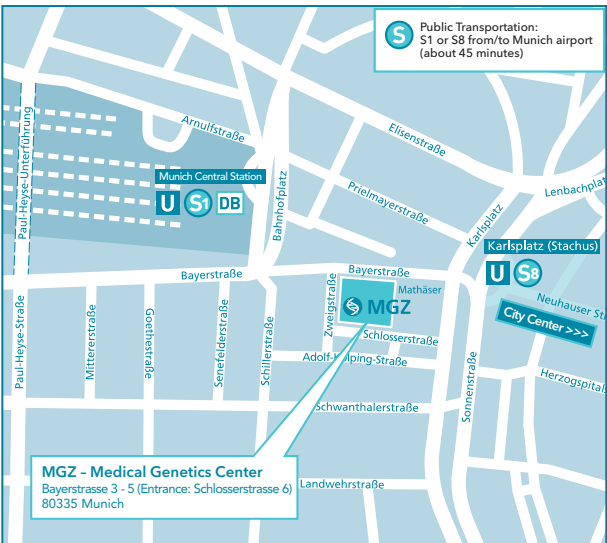 S
Public Transportation:
S1 or S8 from/to Munich airport
(about 45 minutes)
Paul-Heyse-Unterführung
Arnulfstraße
Elisenstraße
Munich Central Station
U S1 DB
Bahnhofplatz
Prielmayerstraße
Lenbachplat
Karlsplatz
Karlsplatz (Stachus)
U S8
Bayerstraße
Bayerstraße
Mathäser
MGZ
Neuhauser St
City Center >>>
Zweigstraße
Schlosserstraße
Paul-Heyse-Straße
Mittererstraße
Goethestraße
Senefelderstraße
Schillerstraße
Adolf-Kolping-Straße
Sonnenstraße
Herzogspital
Schwanthalerstraße
MGZ – Medical Genetics Center
Bayerstrasse 3 - 5 (Entrance: Schlosserstrasse 6)
80335 Munich
Landwehrstraße